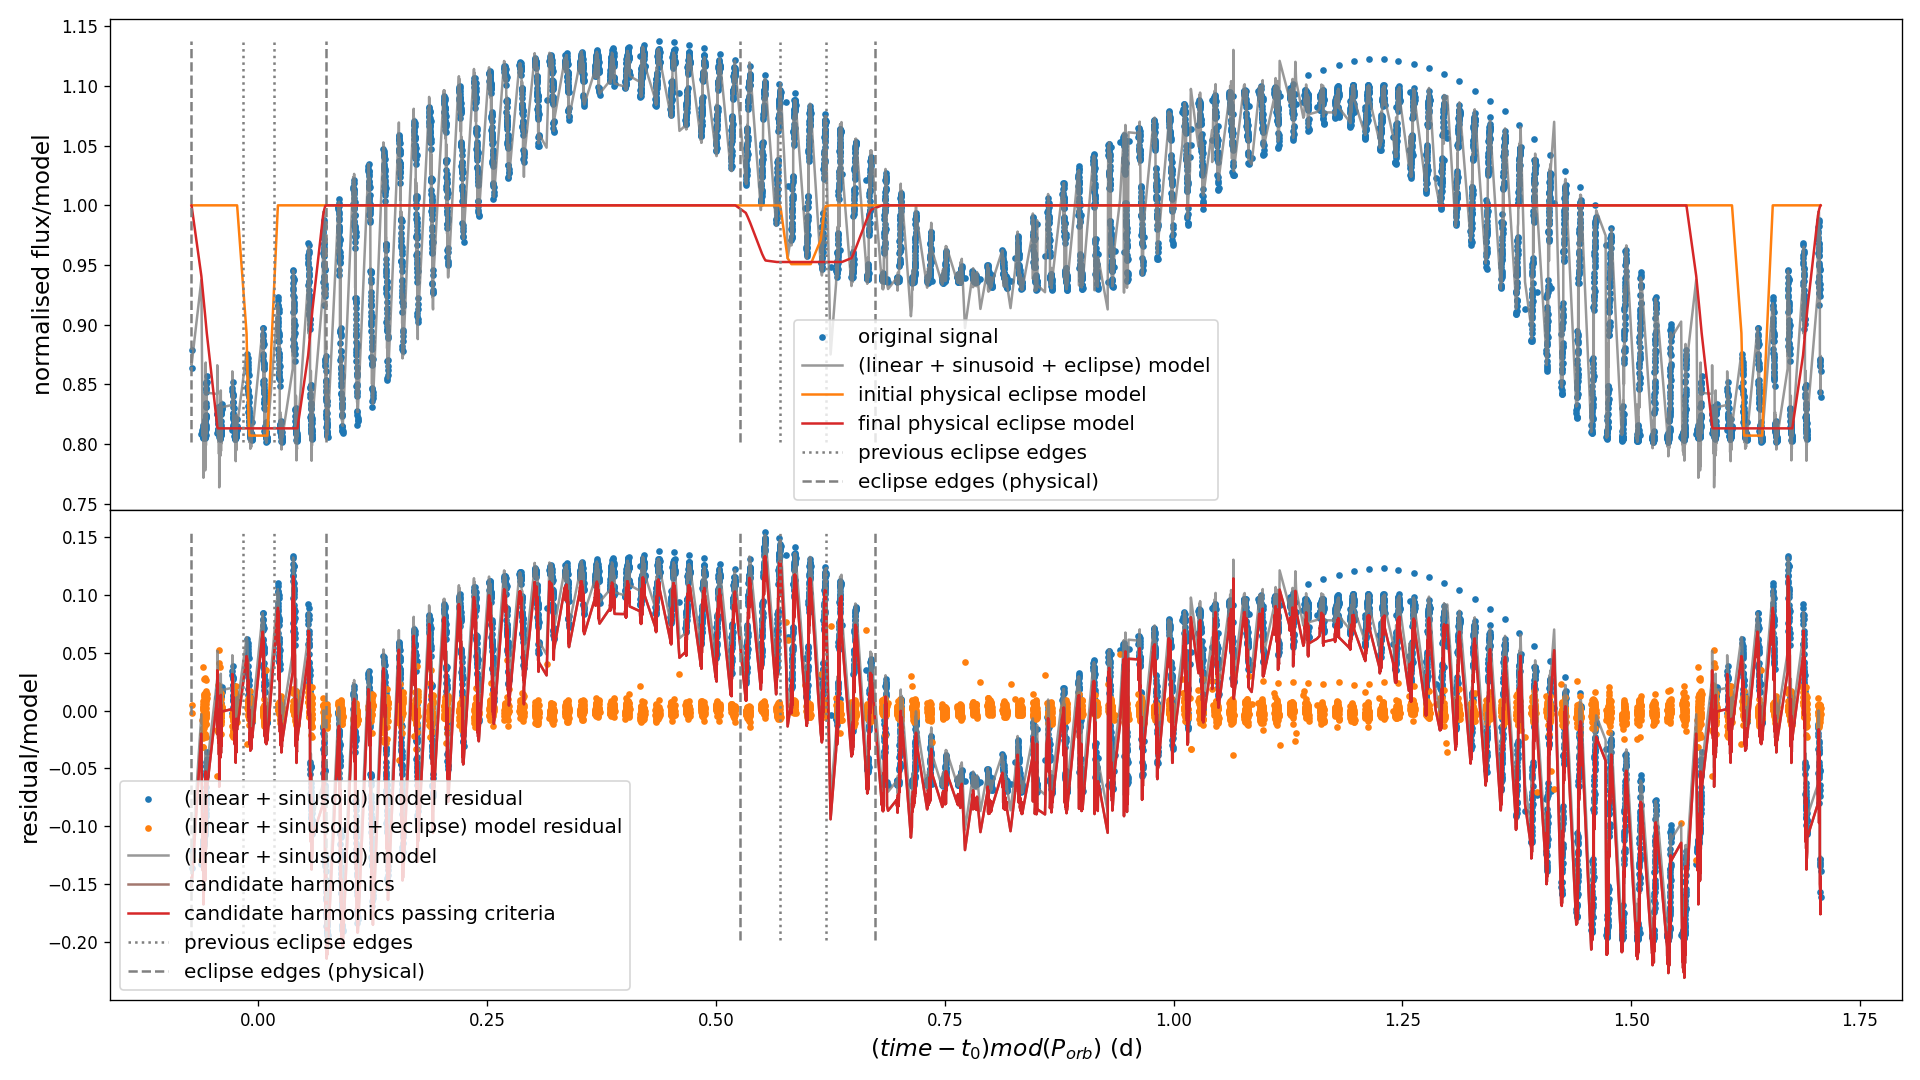 1.15
1.10
1.05
1.00
0.95
0.90
0.85
0.80
0.75
normalised flux/model
original signal
(linear + sinusoid + eclipse) model
initial physical eclipse model
final physical eclipse model
previous eclipse edges
eclipse edges (physical)
0.15
0.10
0.05
0.00
−0.05
−0.10
−0.15
−0.20
residual/model
(linear + sinusoid) model residual
(linear + sinusoid + eclipse) model residual
(linear + sinusoid) model
candidate harmonics
candidate harmonics passing criteria
previous eclipse edges
eclipse edges (physical)
0.00 0.25 0.50 0.75 1.00 1.25 1.50 1.75
(time − t₀)mod(P_orb) (d)